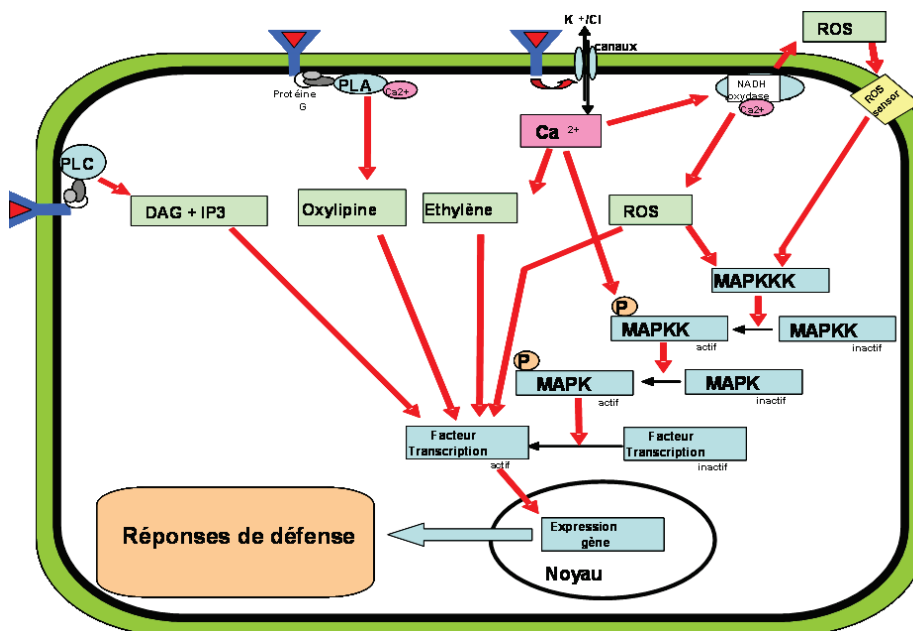 K +/Cl
canaux
ROS
Protéine
G
PLA
Ca2+
NADH
oxydase
Ca2+
ROS
sensor
Ca 2+
PLC
DAG + IP3
Oxylipine
Ethylène
ROS
MAPKKK
P
MAPKK
actif
MAPKK
inactif
P
MAPK
actif
MAPK
inactif
Facteur
Transcription
actif
Facteur
Transcription
inactif
Réponses de défense
Expression
gène
Noyau